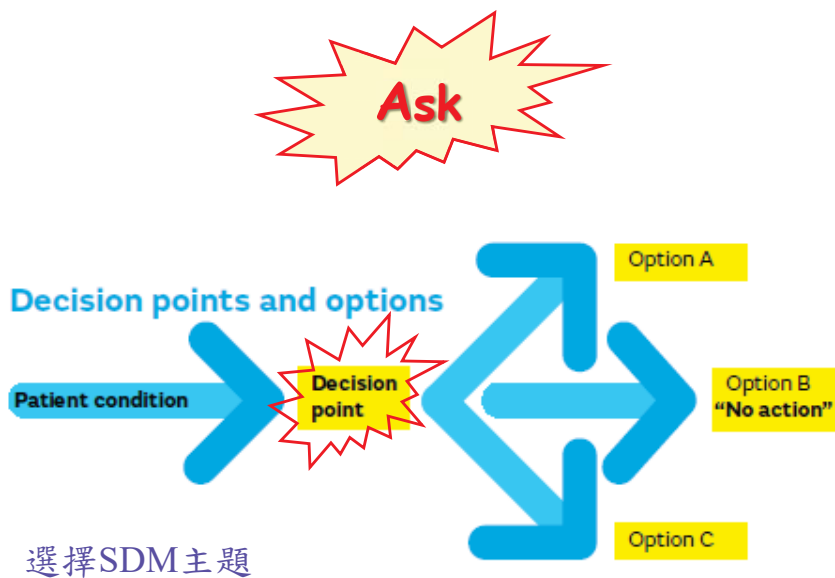 Ask
Decision points and options
Patient condition
Decision
point
Option A
Option B
“No action”
Option C
選擇SDM主題